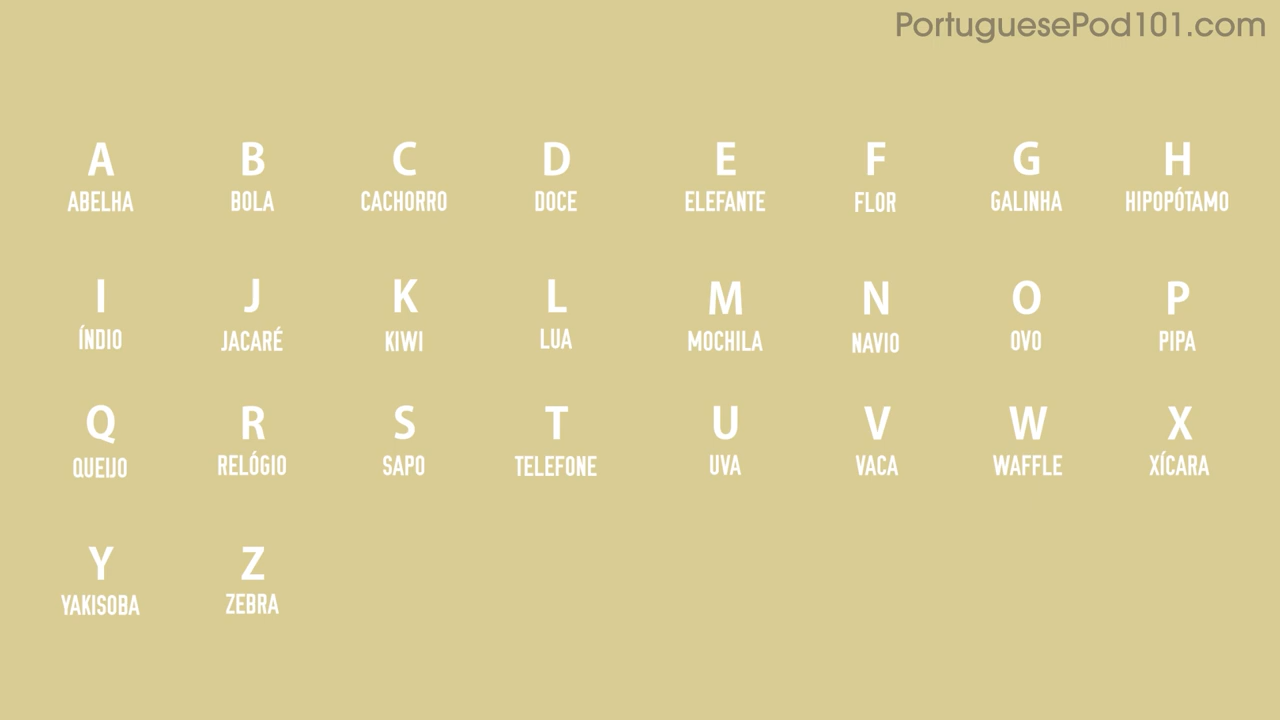 PortuguesePod101.com
A B C D E F G H
ABELHA BOLA CACHORRO DOCE ELEFANTE FLOR GALINHA HIPOPÓTAMO
I J K L M N O P
ÍNDIO JACARÉ KIWI LUA MOCHILA NAVIO OVO PIPA
Q R S T U V W X
QUEIJO RELÓGIO SAPO TELEFONE UVA VACA WAFFLE XÍCARA
Y Z
YAKISOBA ZEBRA